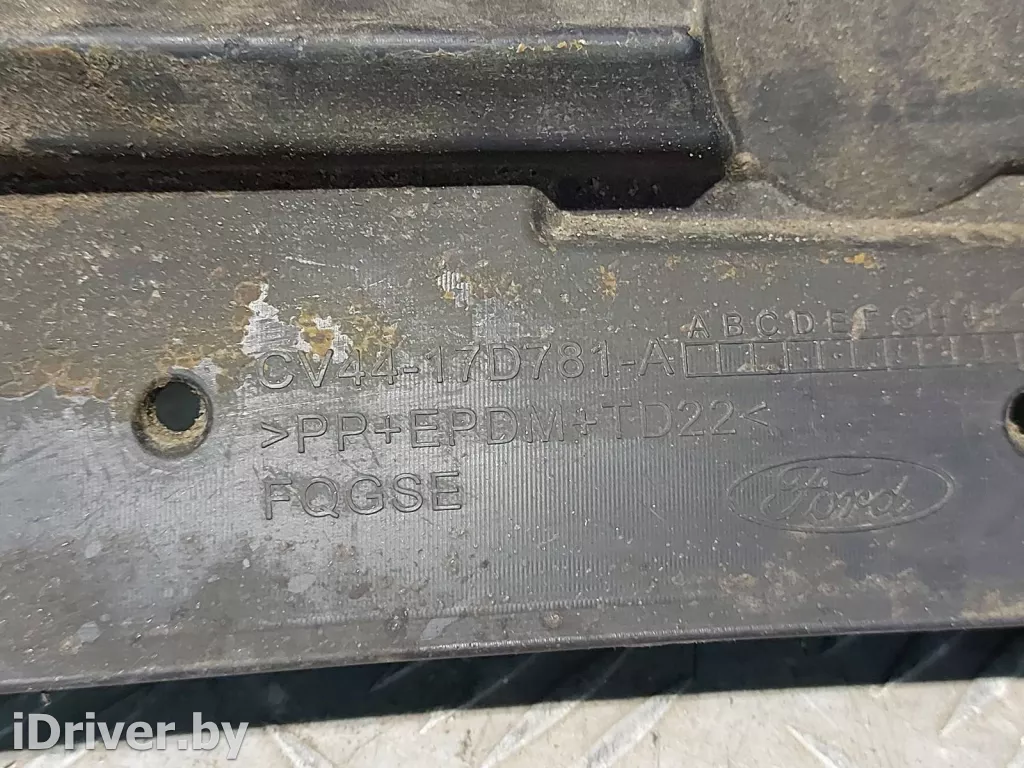 A B C D E F G H
CV44-17D781-A
>PP+EPDM+TD22<
FQGSE
Ford
iDriver.by